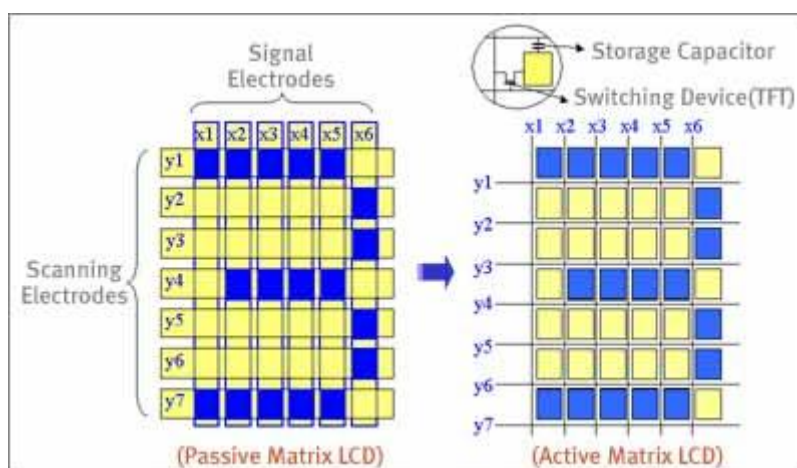 Signal
Electrodes
Storage Capacitor
Switching Device(TFT)
x1 x2 x3 x4 x5 x6
y1
y2
y3
y4
y5
y6
y7
Scanning
Electrodes
(Passive Matrix LCD)
x1 x2 x3 x4 x5 x6
y1
y2
y3
y4
y5
y6
y7
(Active Matrix LCD)